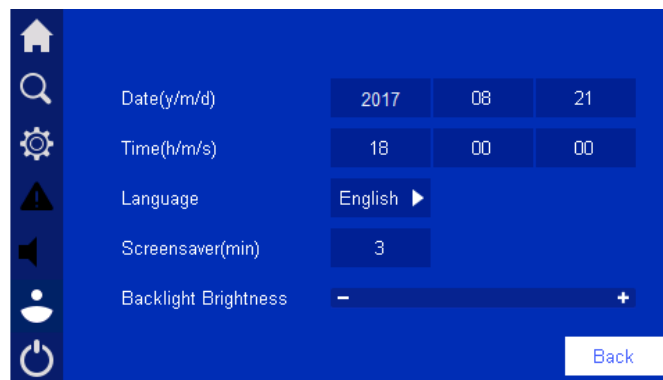 Date(y/m/d) 2017 08 21
Time(h/m/s) 18 00 00
Language English
Screensaver(min) 3
Backlight Brightness − +
Back